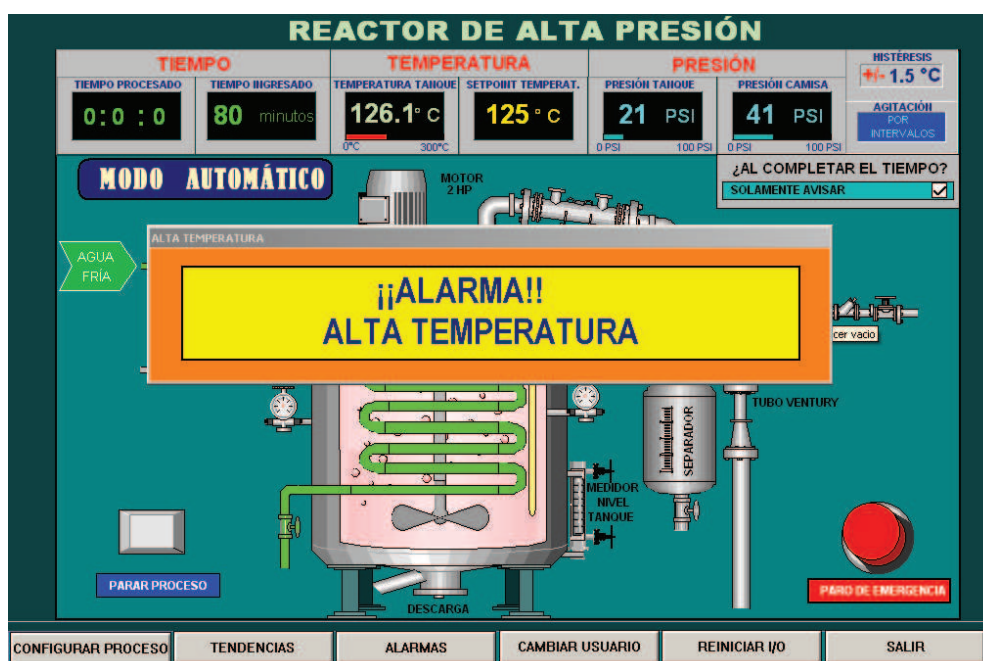 REACTOR DE ALTA PRESIÓN
TIEMPO
TEMPERATURA
PRESIÓN
HISTÉRESIS
+/- 1.5 °C
TIEMPO PROCESADO
TIEMPO INGRESADO
TEMPERATURA TANQUE
SETPOINT TEMPERAT.
PRESIÓN TANQUE
PRESIÓN CAMISA
0:0 :0
80 minutos
126.1° C
125 ° C
21 PSI
41 PSI
0°C 300°C
0 PSI 100 PSI
0 PSI 100 PSI
AGITACIÓN
POR
INTERVALOS
MODO AUTOMÁTICO
MOTOR
2 HP
¿AL COMPLETAR EL TIEMPO?
SOLAMENTE AVISAR
AGUA
FRÍA
ALTA TEMPERATURA
¡¡ALARMA!!
ALTA TEMPERATURA
cer vacio
TUBO VENTURY
SEPARADOR
MEDIDOR
NIVEL
TANQUE
PARAR PROCESO
DESCARGA
PARO DE EMERGENCIA
CONFIGURAR PROCESO
TENDENCIAS
ALARMAS
CAMBIAR USUARIO
REINICIAR I/O
SALIR